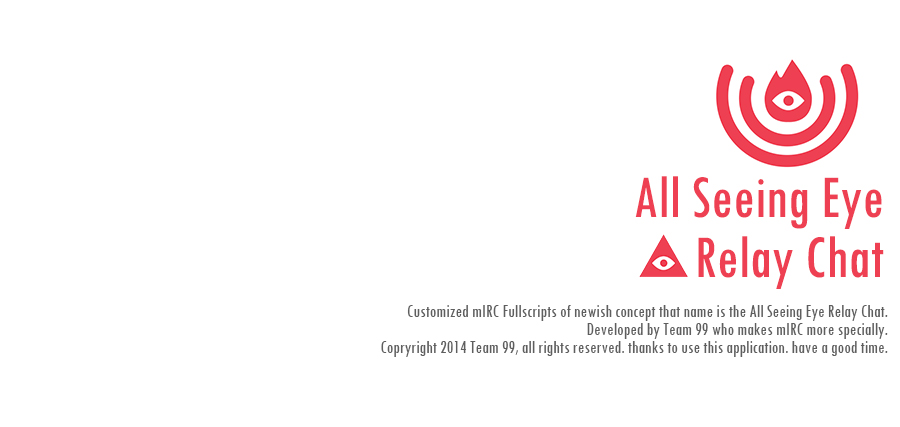 All Seeing Eye
Relay Chat
Customized mIRC Fullscripts of newish concept that name is the All Seeing Eye Relay Chat.
Developed by Team 99 who makes mIRC more specially.
Copryright 2014 Team 99, all rights reserved. thanks to use this application. have a good time.